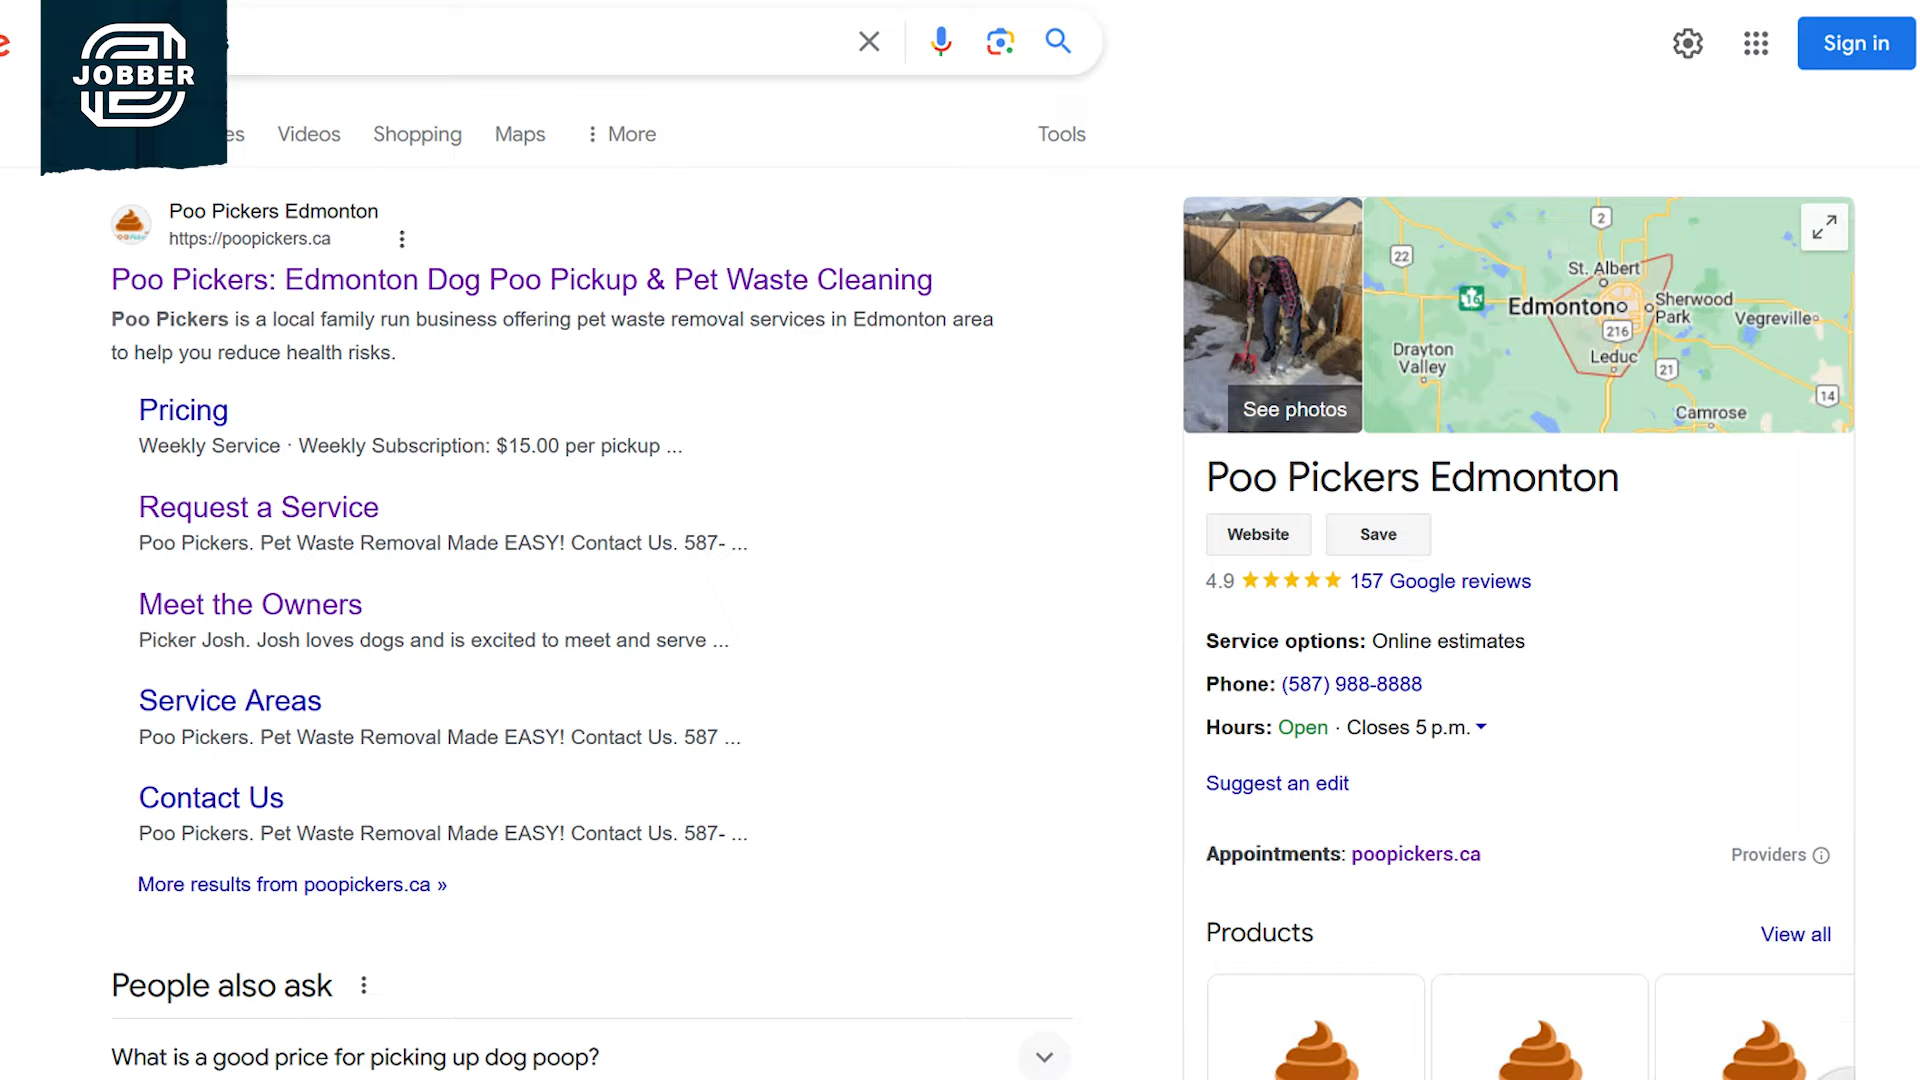 JOBBER
Sign in
es
Videos
Shopping
Maps
More
Tools
Poo Pickers Edmonton
https://poopickers.ca
Poo Pickers: Edmonton Dog Poo Pickup & Pet Waste Cleaning
Poo Pickers is a local family run business offering pet waste removal services in Edmonton area
to help you reduce health risks.
Pricing
Weekly Service · Weekly Subscription: $15.00 per pickup ...
Request a Service
Poo Pickers. Pet Waste Removal Made EASY! Contact Us. 587- ...
Meet the Owners
Picker Josh. Josh loves dogs and is excited to meet and serve ...
Service Areas
Poo Pickers. Pet Waste Removal Made EASY! Contact Us. 587 ...
Contact Us
Poo Pickers. Pet Waste Removal Made EASY! Contact Us. 587- ...
More results from poopickers.ca »
People also ask
What is a good price for picking up dog poop?
See photos
2
22
St. Albert
16
Edmonton
Sherwood
Park
Vegreville
216
Drayton
Valley
Leduc
21
14
Camrose
Poo Pickers Edmonton
Website
Save
4.9
157 Google reviews
Service options: Online estimates
Phone: (587) 988-8888
Hours: Open · Closes 5 p.m.
Suggest an edit
Appointments: poopickers.ca
Providers
Products
View all